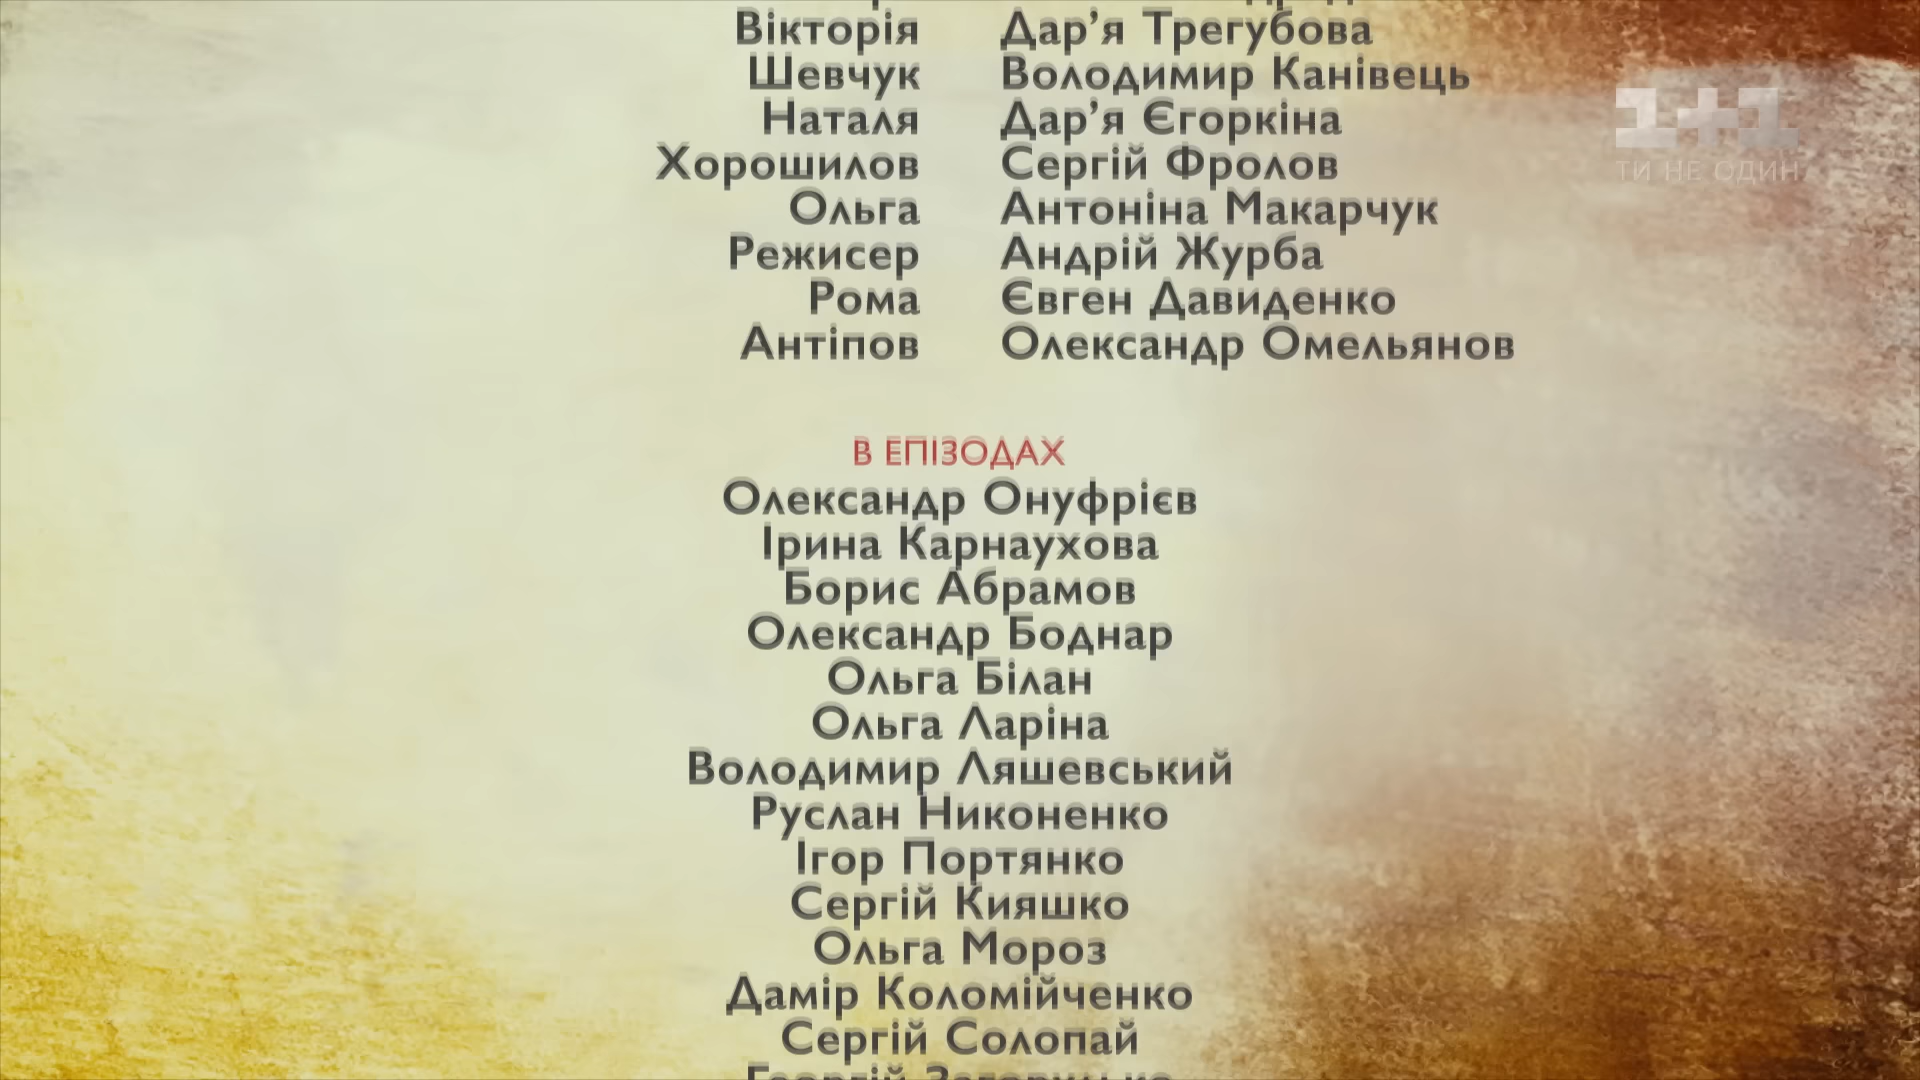 Вікторія Дар’я Трегубова
Шевчук Володимир Канівець
Наталя Дар’я Єгоркіна
Хорошилов Сергій Фролов
Ольга Антоніна Макарчук
Режисер Андрій Журба
Рома Євген Давиденко
Антіпов Олександр Омельянов
1+1
ТИ НЕ ОДИН
В ЕПІЗОДАХ
Олександр Онуфрієв
Ірина Карнаухова
Борис Абрамов
Олександр Боднар
Ольга Білан
Ольга Ларіна
Володимир Ляшевський
Руслан Никоненко
Ігор Портянко
Сергій Кияшко
Ольга Мороз
Дамір Коломійченко
Сергій Солопай